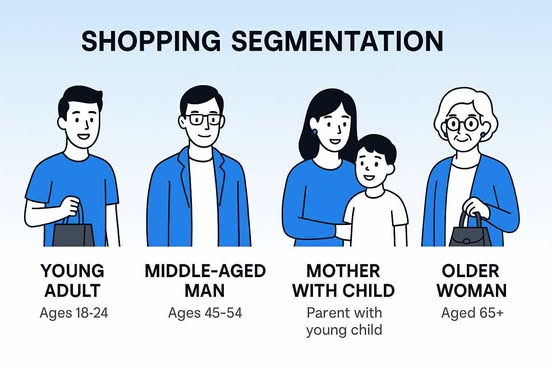 SHOPPING SEGMENTATION
YOUNG
ADULT
Ages 18-24
MIDDLE-AGED
MAN
Ages 45–54
MOTHER
WITH CHILD
Parent with
young child
OLDER
WOMAN
Aged 65+